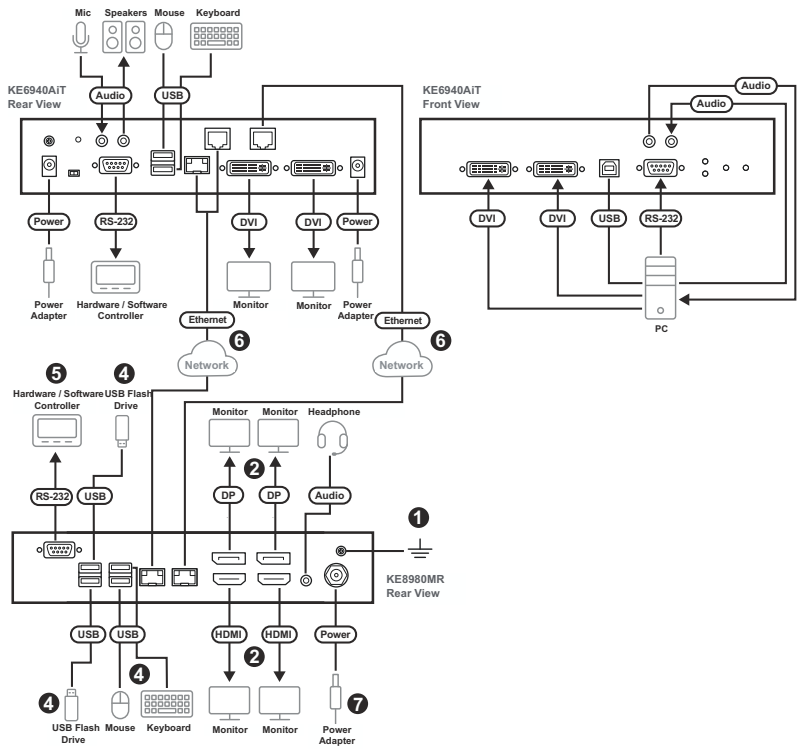 Mic Speakers Mouse Keyboard
KE6940AiT
Rear View
Audio
USB
Power
RS-232
DVI
DVI
Power
Power
Adapter
Hardware / Software
Controller
Monitor
Monitor
Power
Adapter
Ethernet
Ethernet
6
6
Network
Network
KE6940AiT
Front View
Audio
Audio
DVI
DVI
USB
RS-232
PC
5
4
Hardware / Software
Controller
USB Flash
Drive
Monitor
Monitor
Headphone
2
RS-232
USB
DP
DP
Audio
1
KE8980MR
Rear View
USB
USB
HDMI
HDMI
Power
2
4
4
7
USB Flash
Drive
Mouse
Keyboard
Monitor
Monitor
Power
Adapter